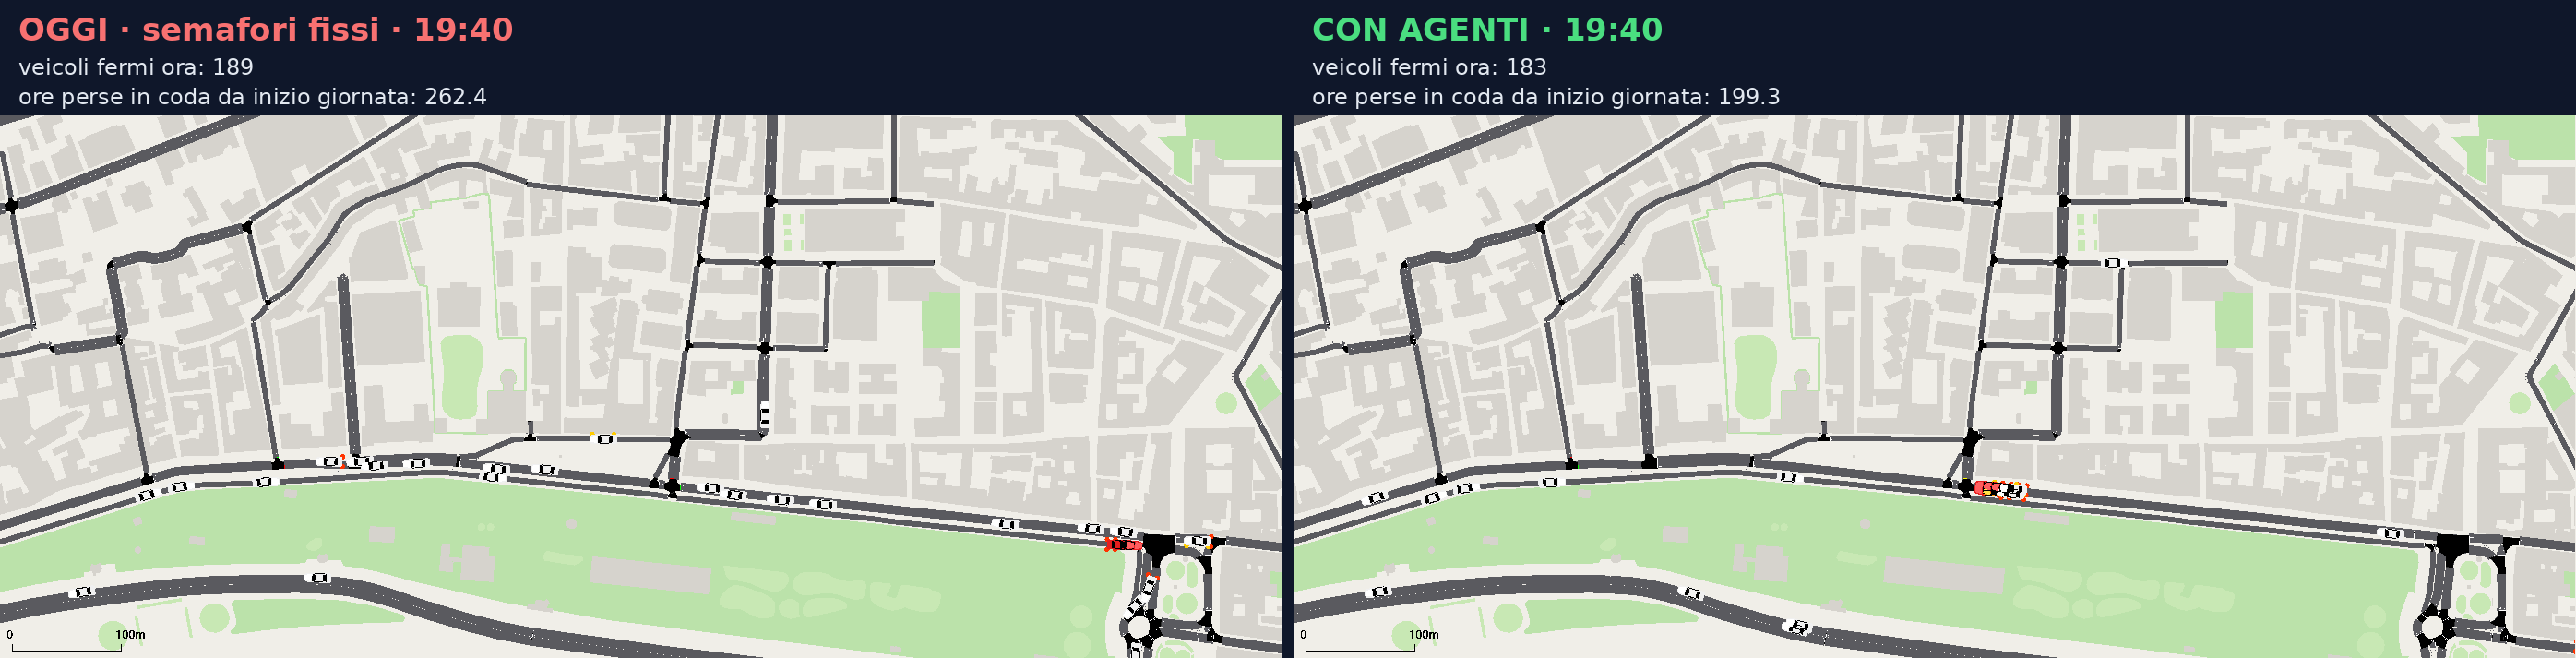 OGGI · semafori fissi · 19:40
veicoli fermi ora: 189
ore perse in coda da inizio giornata: 262.4
0 100m
CON AGENTI · 19:40
veicoli fermi ora: 183
ore perse in coda da inizio giornata: 199.3
0 100m